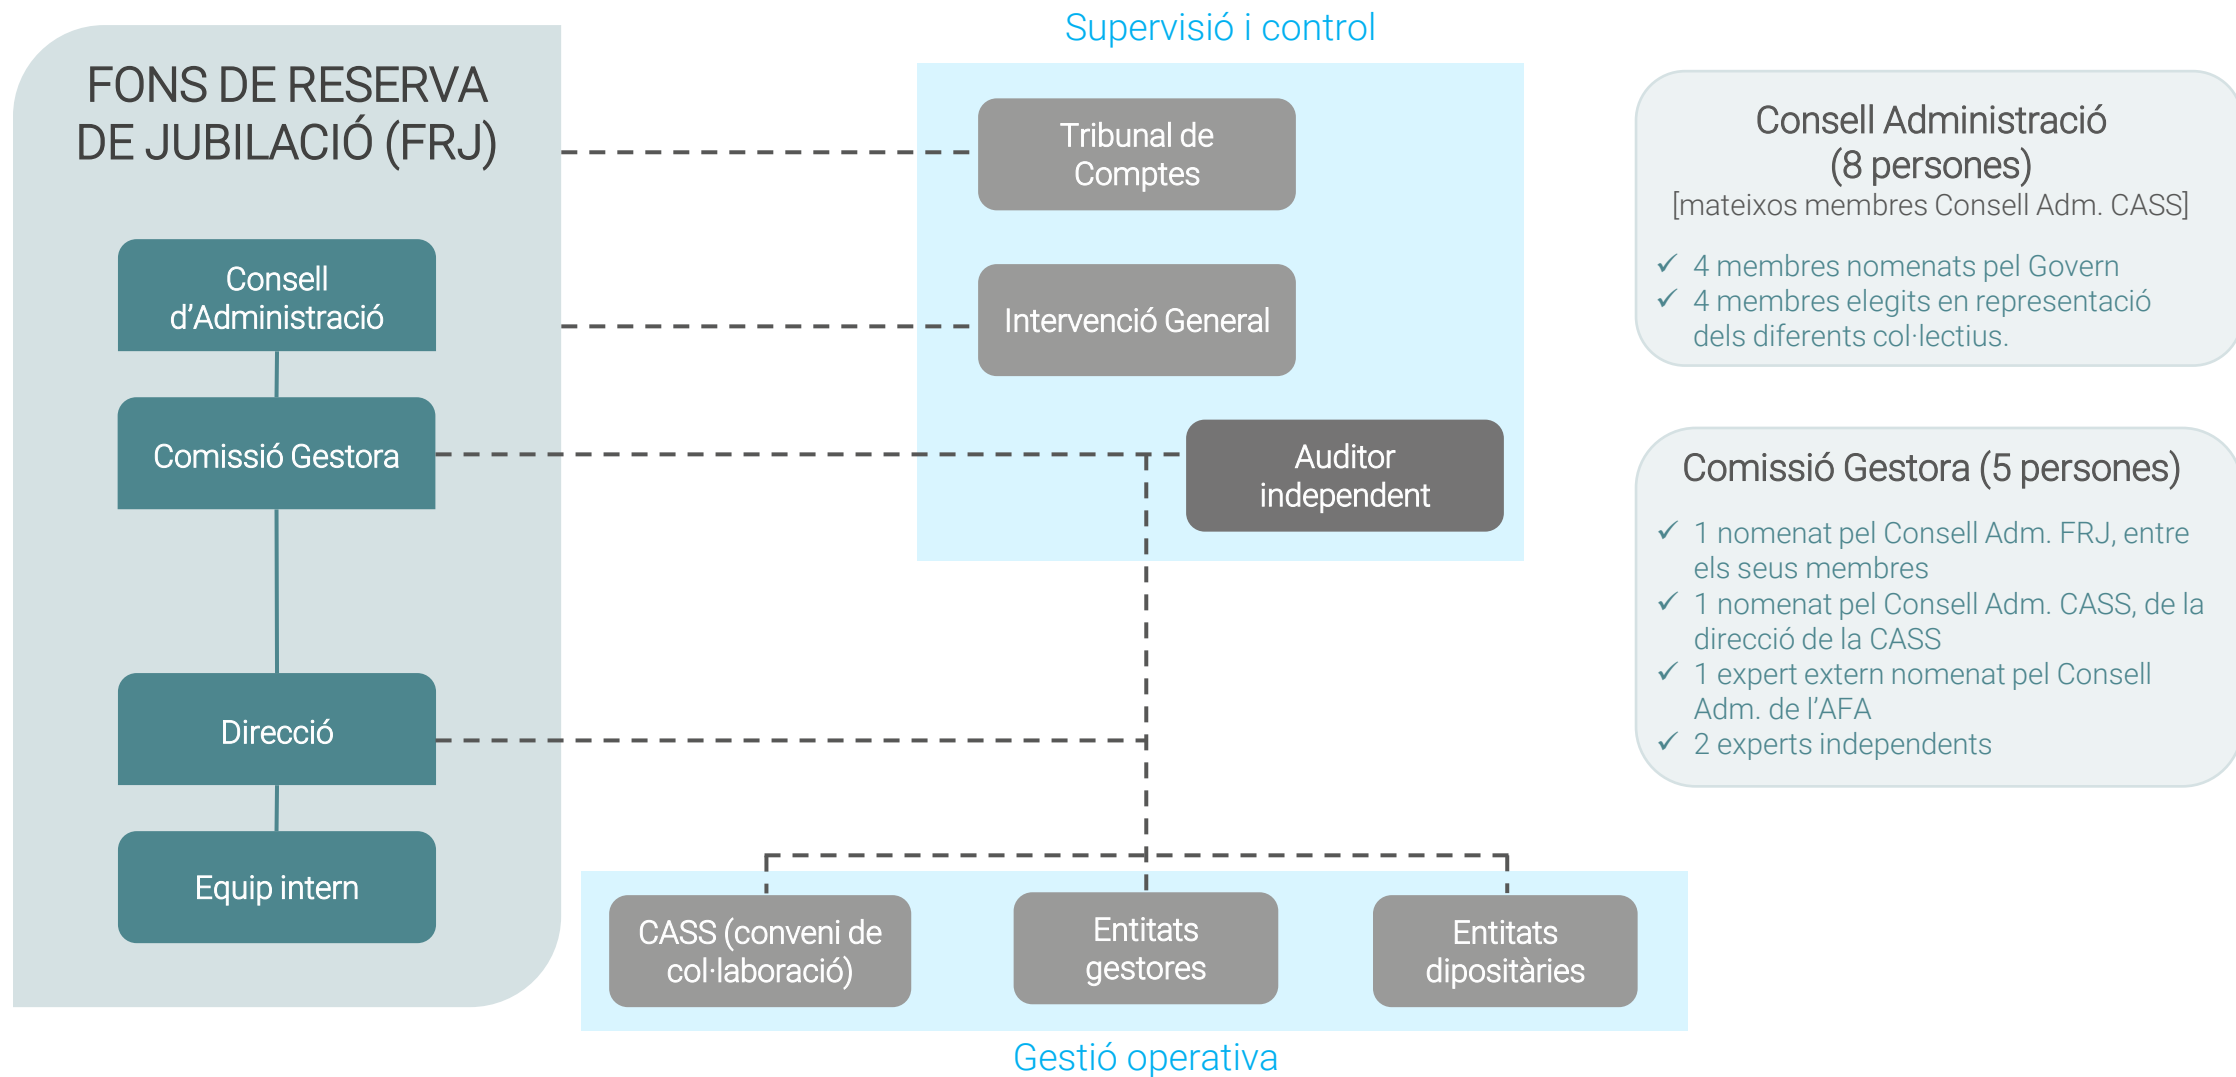 FONS DE RESERVA
DE JUBILACIÓ (FRJ)
Consell
d’Administració
Comissió Gestora
Direcció
Equip intern
Supervisió i control
Tribunal de
Comptes
Intervenció General
Auditor
independent
CASS (conveni de
col·laboració)
Entitats
gestores
Entitats
dipositàries
Gestió operativa
Consell Administració
(8 persones)
[mateixos membres Consell Adm. CASS]
✓ 4 membres nomenats pel Govern
✓ 4 membres elegits en representació
dels diferents col·lectius.
Comissió Gestora (5 persones)
✓ 1 nomenat pel Consell Adm. FRJ, entre
els seus membres
✓ 1 nomenat pel Consell Adm. CASS, de la
direcció de la CASS
✓ 1 expert extern nomenat pel Consell
Adm. de l’AFA
✓ 2 experts independents